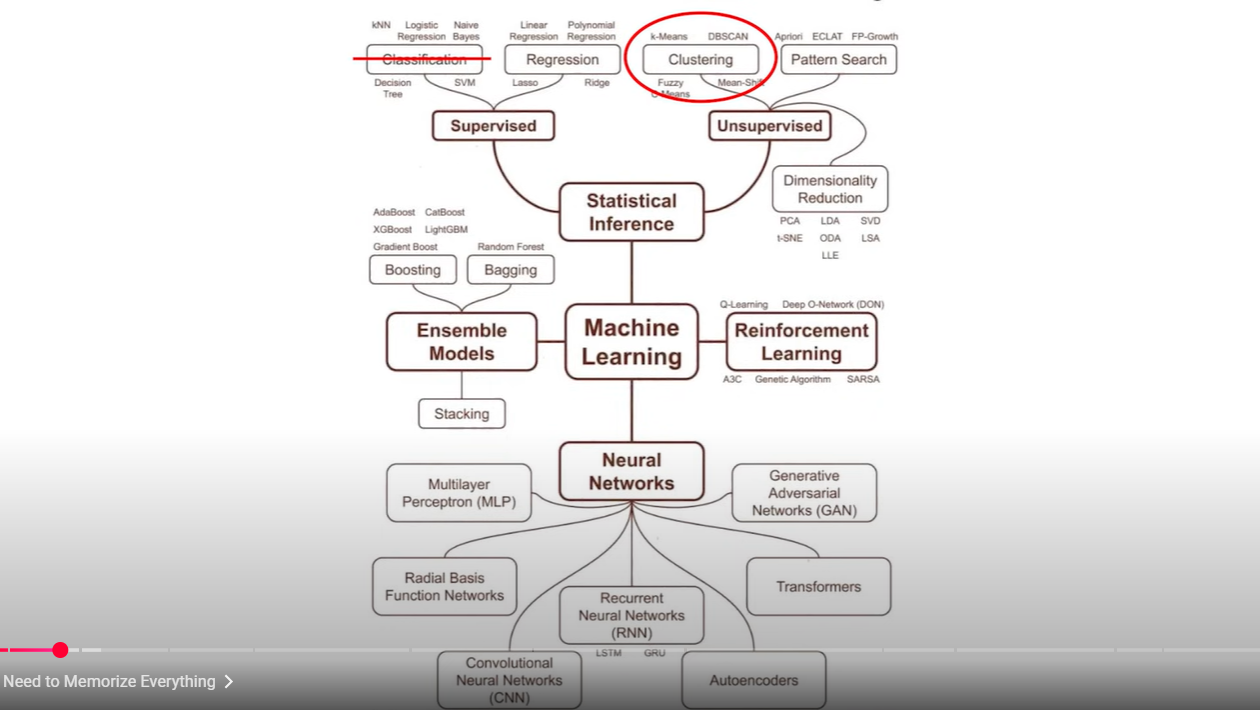 kNN Logistic Regression Naive Bayes
Classification
Decision Tree SVM
Linear Regression Polynomial Regression
Regression
Lasso Ridge
k-Means DBSCAN
Clustering
Fuzzy C-Means Mean-Shift
Apriori ECLAT FP-Growth
Pattern Search
Supervised
Unsupervised
Dimensionality
Reduction
PCA LDA SVD
t-SNE ODA LSA
LLE
Statistical
Inference
AdaBoost CatBoost
XGBoost LightGBM
Gradient Boost
Boosting
Random Forest
Bagging
Ensemble
Models
Stacking
Machine
Learning
Q-Learning Deep Q-Network (DQN)
Reinforcement
Learning
A3C Genetic Algorithm SARSA
Neural
Networks
Multilayer
Perceptron (MLP)
Generative
Adversarial
Networks (GAN)
Radial Basis
Function Networks
Recurrent
Neural Networks
(RNN)
LSTM GRU
Transformers
Convolutional
Neural Networks
(CNN)
Autoencoders
Need to Memorize Everything